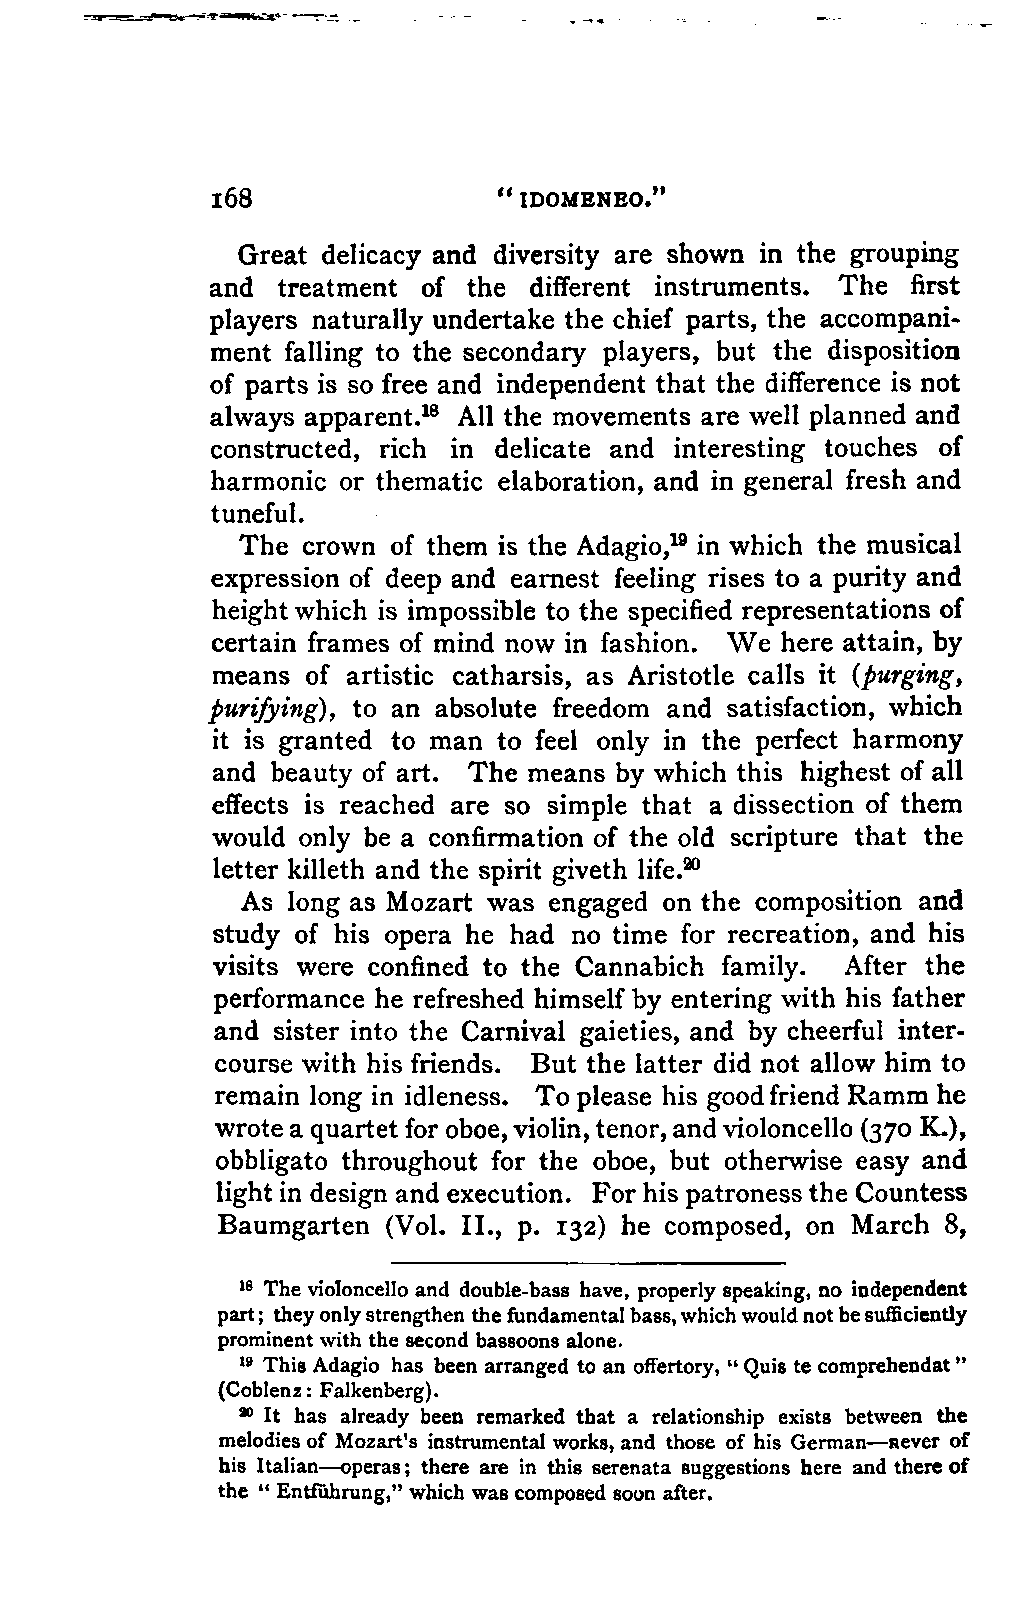 168 " IDOMENEO."
Great delicacy and diversity are shown in the grouping
and treatment of the different instruments. The first
players naturally undertake the chief parts, the accompani-
ment falling to the secondary players, but the disposition
of parts is so free and independent that the difference is not
always apparent.¹⁸ All the movements are well planned and
constructed, rich in delicate and interesting touches of
harmonic or thematic elaboration, and in general fresh and
tuneful.
The crown of them is the Adagio,¹⁹ in which the musical
expression of deep and earnest feeling rises to a purity and
height which is impossible to the specified representations of
certain frames of mind now in fashion. We here attain, by
means of artistic catharsis, as Aristotle calls it (purging,
purifying), to an absolute freedom and satisfaction, which
it is granted to man to feel only in the perfect harmony
and beauty of art. The means by which this highest of all
effects is reached are so simple that a dissection of them
would only be a confirmation of the old scripture that the
letter killeth and the spirit giveth life.²⁰
As long as Mozart was engaged on the composition and
study of his opera he had no time for recreation, and his
visits were confined to the Cannabich family. After the
performance he refreshed himself by entering with his father
and sister into the Carnival gaieties, and by cheerful inter-
course with his friends. But the latter did not allow him to
remain long in idleness. To please his good friend Ramm he
wrote a quartet for oboe, violin, tenor, and violoncello (370 K.),
obbligato throughout for the oboe, but otherwise easy and
light in design and execution. For his patroness the Countess
Baumgarten (Vol. II., p. 132) he composed, on March 8,
¹⁸ The violoncello and double-bass have, properly speaking, no independent
part; they only strengthen the fundamental bass, which would not be sufficiently
prominent with the second bassoons alone.
¹⁹ This Adagio has been arranged to an offertory, " Quis te comprehendat "
(Coblenz : Falkenberg).
²⁰ It has already been remarked that a relationship exists between the
melodies of Mozart's instrumental works, and those of his German—never of
his Italian—operas; there are in this serenata suggestions here and there of
the " Entführung," which was composed soon after.